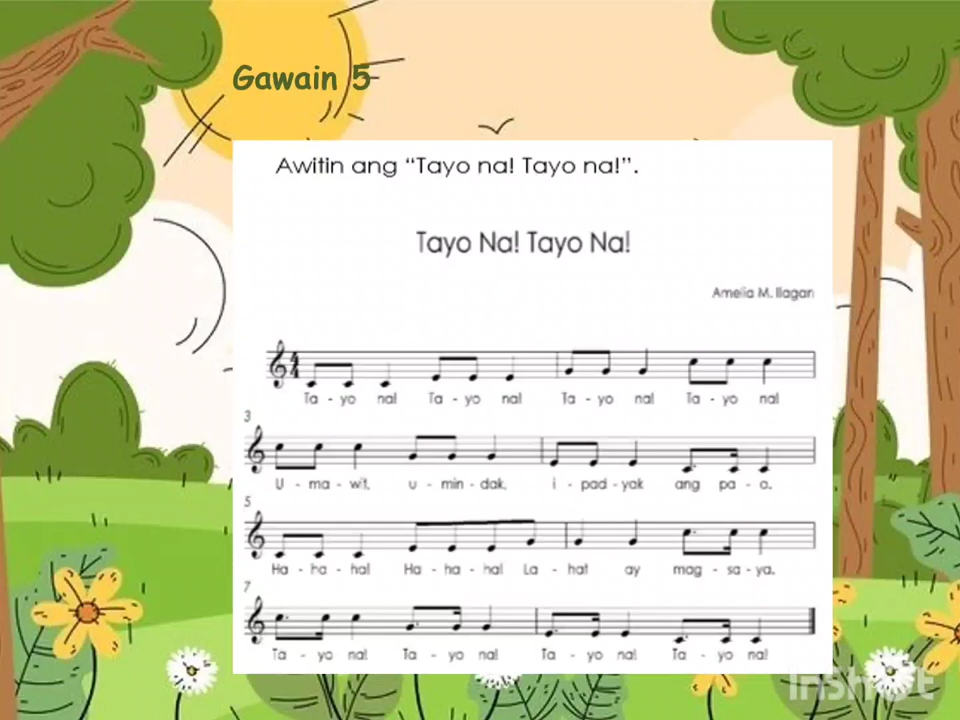 Gawain 5
Awitin ang “Tayo na! Tayo na!”.
Tayo Na! Tayo Na!
Amelia M. Ilagan
4
4
Ta - yo na! Ta - yo na! Ta - yo na! Ta - yo na!
3
U - ma - wit, u - min - dak, i - pad - yak ang pa - a.
5
Ha - ha - ha! Ha - ha - ha! La - hat ay mag - sa - ya.
7
Ta - yo na! Ta - yo na! Ta - yo na! Ta - yo na!
InShot